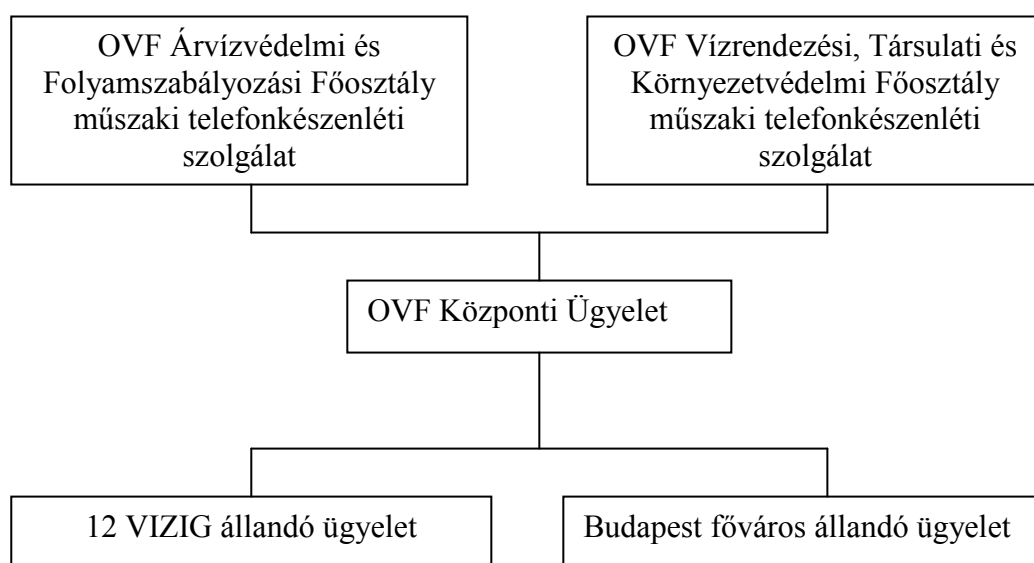 OVF Árvízvédelmi és
Folyamszabályozási Főosztály
műszaki telefonkészenléti
szolgálat
OVF Vízrendezési, Társulati és
Környezetvédelmi Főosztály
műszaki telefonkészenléti
szolgálat
OVF Központi Ügyelet
12 VIZIG állandó ügyelet
Budapest főváros állandó ügyelet